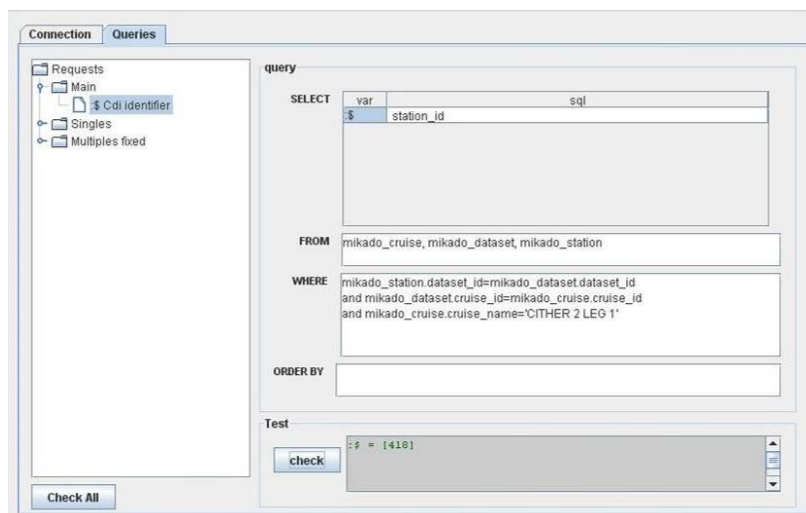 Connection Queries
Requests
Main
:$ Cdi identifier
Singles
Multiples fixed
Check All
query
SELECT
var sql
:$ station_id
FROM
mikado_cruise, mikado_dataset, mikado_station
WHERE
mikado_station.dataset_id=mikado_dataset.dataset_id
and mikado_dataset.cruise_id=mikado_cruise.cruise_id
and mikado_cruise.cruise_name='CITHER 2 LEG 1'
ORDER BY
Test
check
:$ = [418]